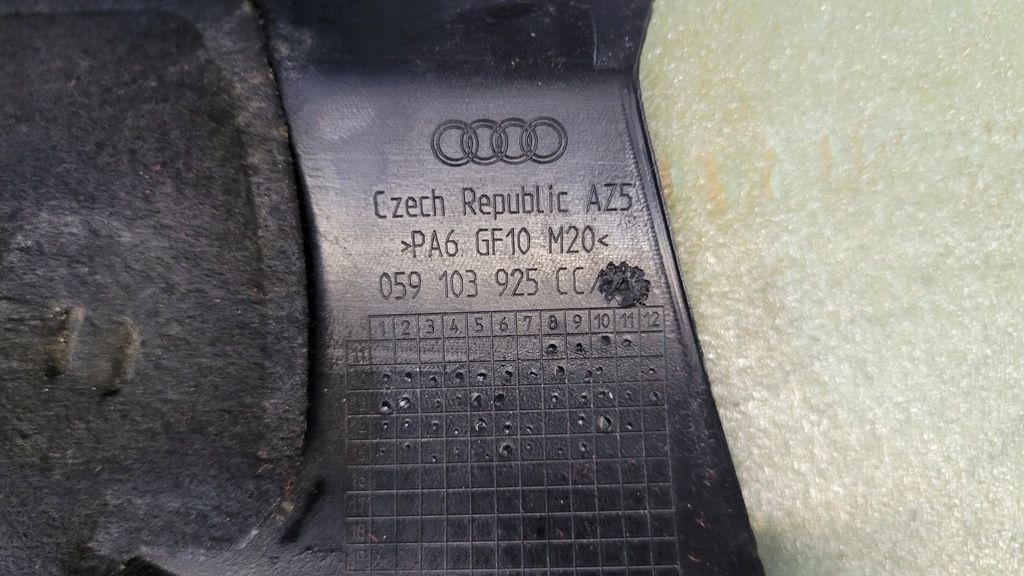 Czech Republic AZ5
>PA6 GF10 M20<
059 103 925 CC/
1 2 3 4 5 6 7 8 9 10 11 12
11